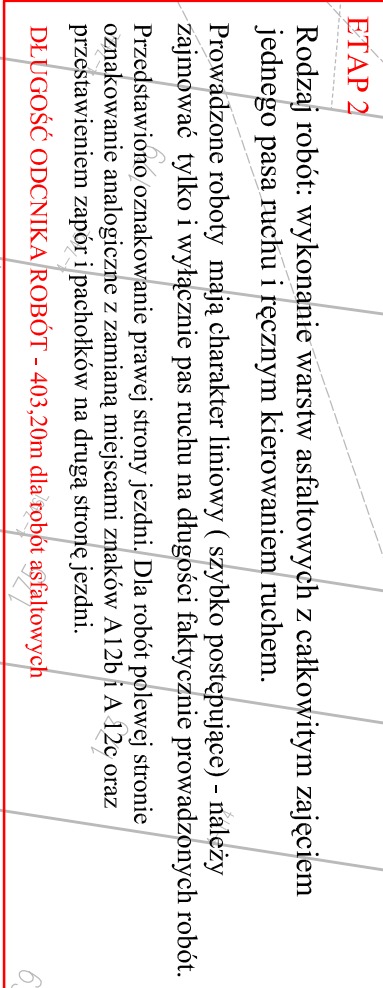 ETAP 2
Rodzaj robót: wykonanie warstw asfaltowych z całkowitym zajęciem
jednego pasa ruchu i ręcznym kierowaniem ruchem.
Prowadzone roboty mają charakter liniowy ( szybko postępujące) - należy
zajmować tylko i wyłącznie pas ruchu na długości faktycznie prowadzonych robót.
Przedstawiono oznakowanie prawej strony jezdni. Dla robót polewej stronie
oznakowanie analogiczne z zamianą miejscami znaków A12b i A 12c oraz
przestawieniem zapór i pachołków na drugą stronę jezdni.
DŁUGOŚĆ ODCNIKA ROBÓT - 403,20m dla robót asfaltowych